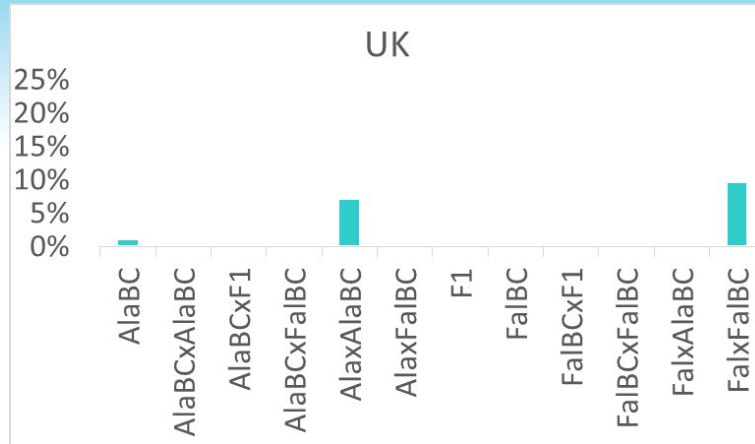 UK
25%
20%
15%
10%
5%
0%
AlaBC
AlaBCxAlaBC
AlaBCxF1
AlaBCxFalBC
AlaxAlaBC
AlaxFalBC
F1
FalBC
FalBCxF1
FalBCxFalBC
FalxAlaBC
FalxFalBC